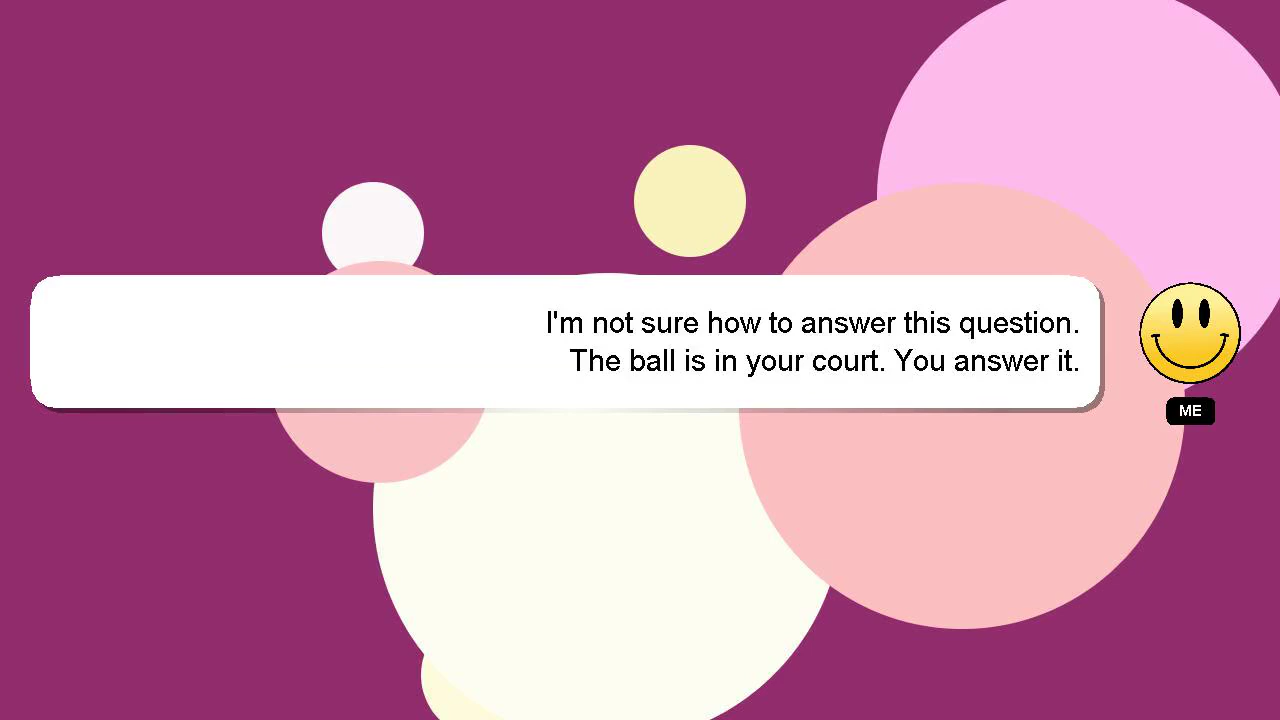 I'm not sure how to answer this question.
The ball is in your court. You answer it.
ME